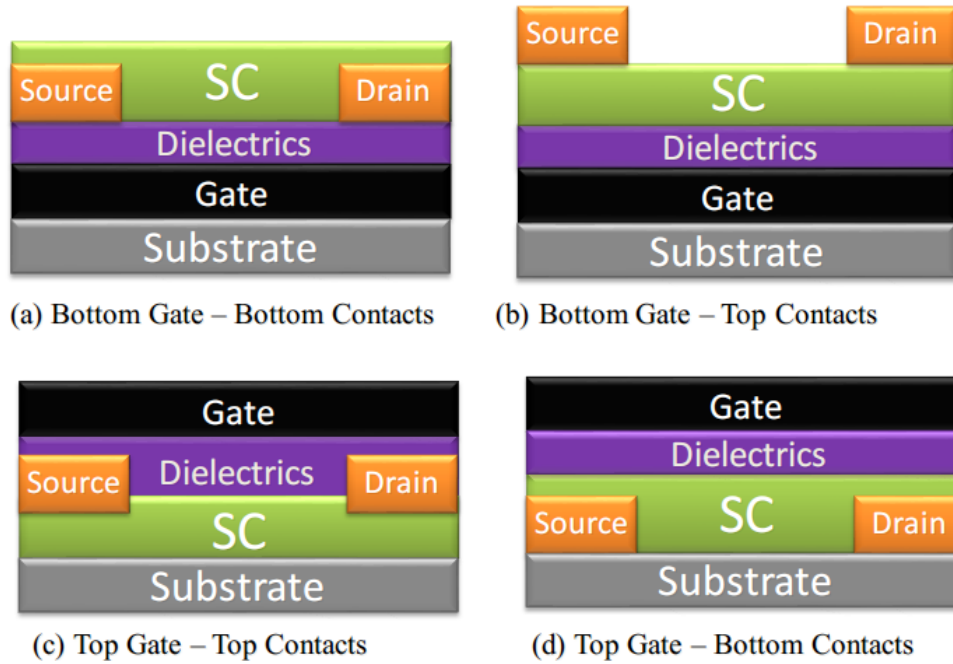 SC
Source Drain
Dielectrics
Gate
Substrate
(a) Bottom Gate – Bottom Contacts
Source Drain
SC
Dielectrics
Gate
Substrate
(b) Bottom Gate – Top Contacts
Gate
Dielectrics
Source Drain
SC
Substrate
(c) Top Gate – Top Contacts
Gate
Dielectrics
SC
Source Drain
Substrate
(d) Top Gate – Bottom Contacts